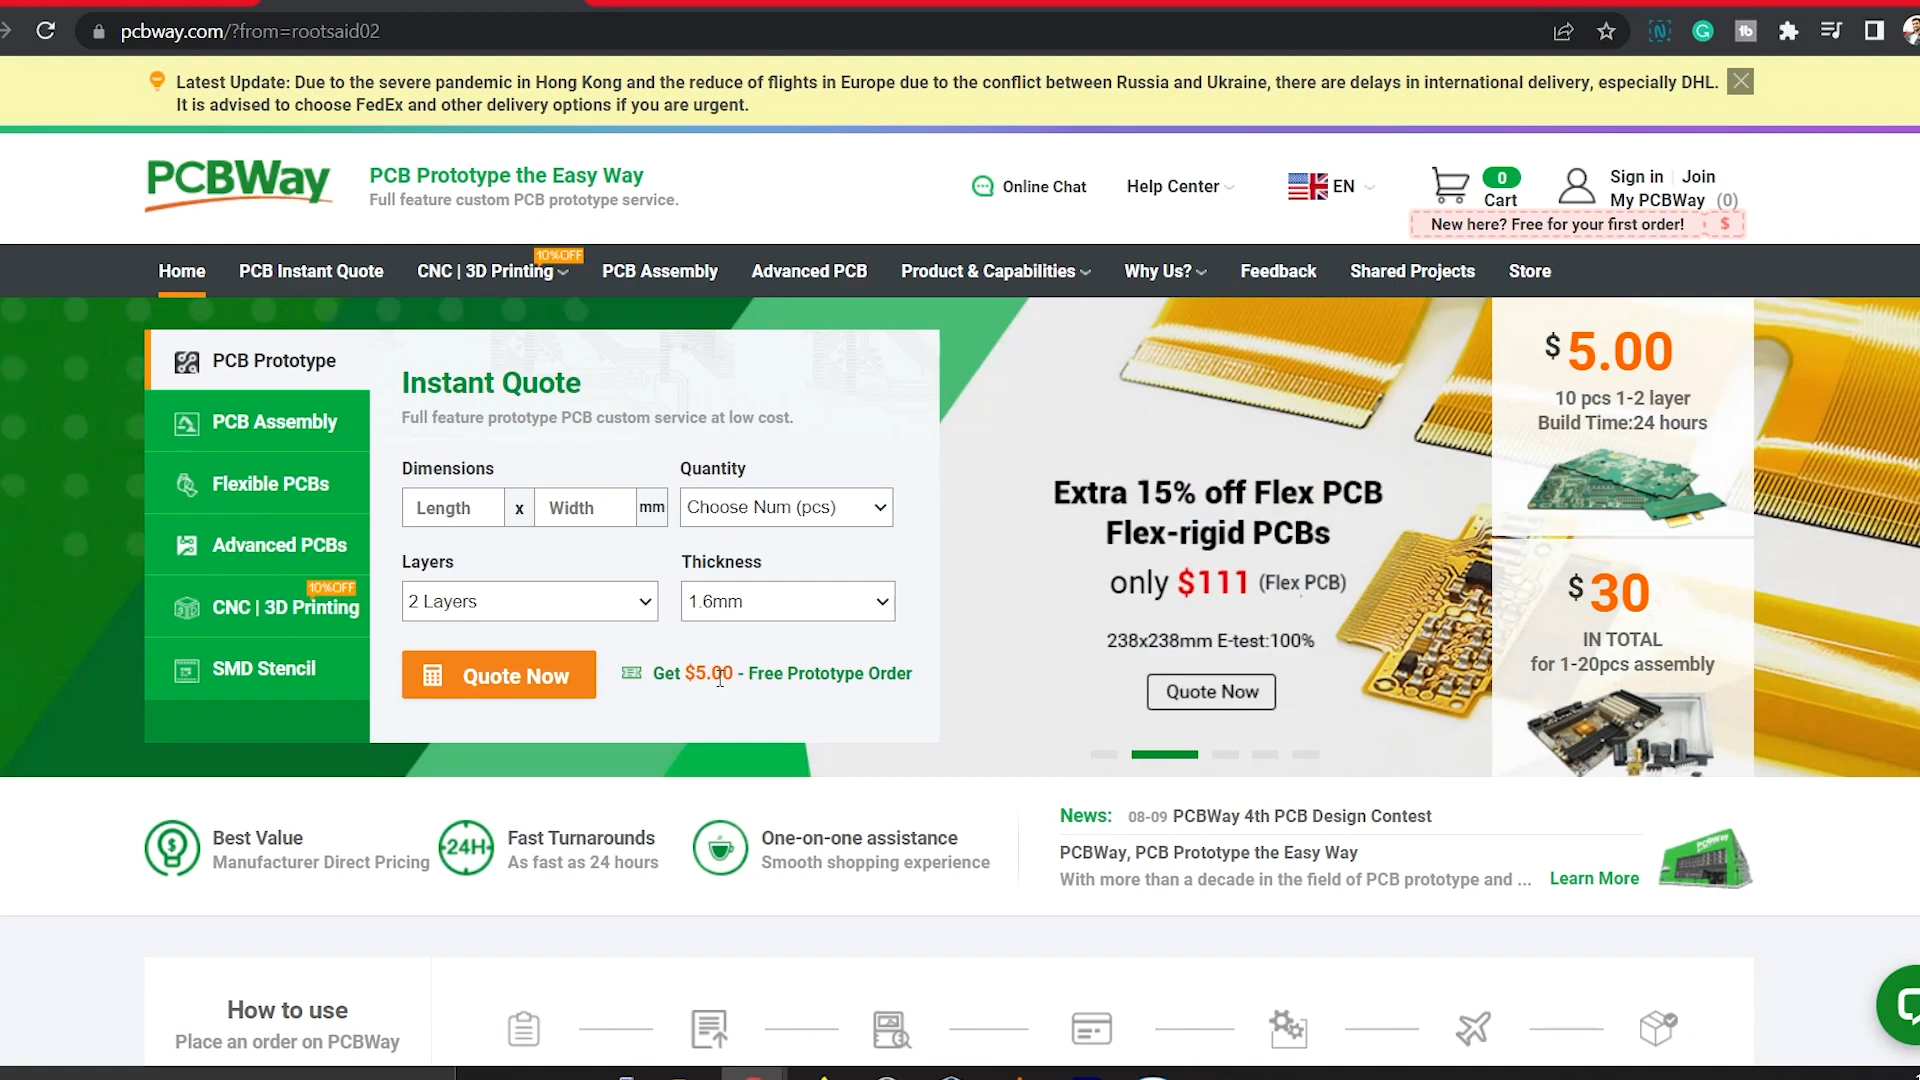 pcbway.com/?from=rootsaid02
Latest Update: Due to the severe pandemic in Hong Kong and the reduce of flights in Europe due to the conflict between Russia and Ukraine, there are delays in international delivery, especially DHL.
It is advised to choose FedEx and other delivery options if you are urgent.
PCBWay
PCB Prototype the Easy Way
Full feature custom PCB prototype service.
Online Chat
Help Center
EN
0
Cart
Sign in | Join
My PCBWay (0)
New here? Free for your first order! $
10%OFF
Home PCB Instant Quote CNC | 3D Printing PCB Assembly Advanced PCB Product & Capabilities Why Us? Feedback Shared Projects Store
PCB Prototype
PCB Assembly
Flexible PCBs
Advanced PCBs
10%OFF
CNC | 3D Printing
SMD Stencil
Instant Quote
Full feature prototype PCB custom service at low cost.
Dimensions Quantity
Length x Width mm Choose Num (pcs)
Layers Thickness
2 Layers 1.6mm
Quote Now Get $5.00 - Free Prototype Order
Extra 15% off Flex PCB
Flex-rigid PCBs
only $111 (Flex PCB)
238x238mm E-test:100%
Quote Now
$5.00
10 pcs 1-2 layer
Build Time:24 hours
$30
IN TOTAL
for 1-20pcs assembly
Best Value
Manufacturer Direct Pricing
24H
Fast Turnarounds
As fast as 24 hours
One-on-one assistance
Smooth shopping experience
News: 08-09 PCBWay 4th PCB Design Contest
PCBWay, PCB Prototype the Easy Way
With more than a decade in the field of PCB prototype and ... Learn More
How to use
Place an order on PCBWay